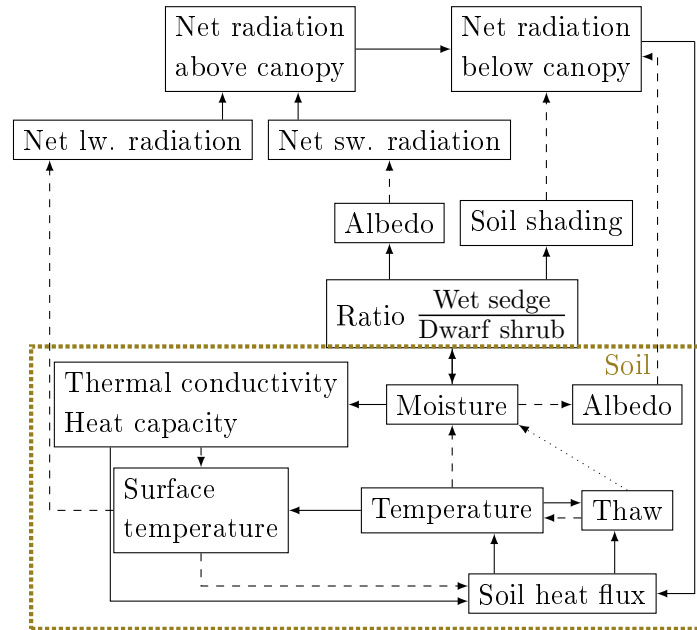 Net radiation
above canopy
Net radiation
below canopy
Net lw. radiation
Net sw. radiation
Albedo
Soil shading
Ratio Wet sedge
Dwarf shrub
Soil
Thermal conductivity
Heat capacity
Moisture
Albedo
Surface
temperature
Temperature
Thaw
Soil heat flux